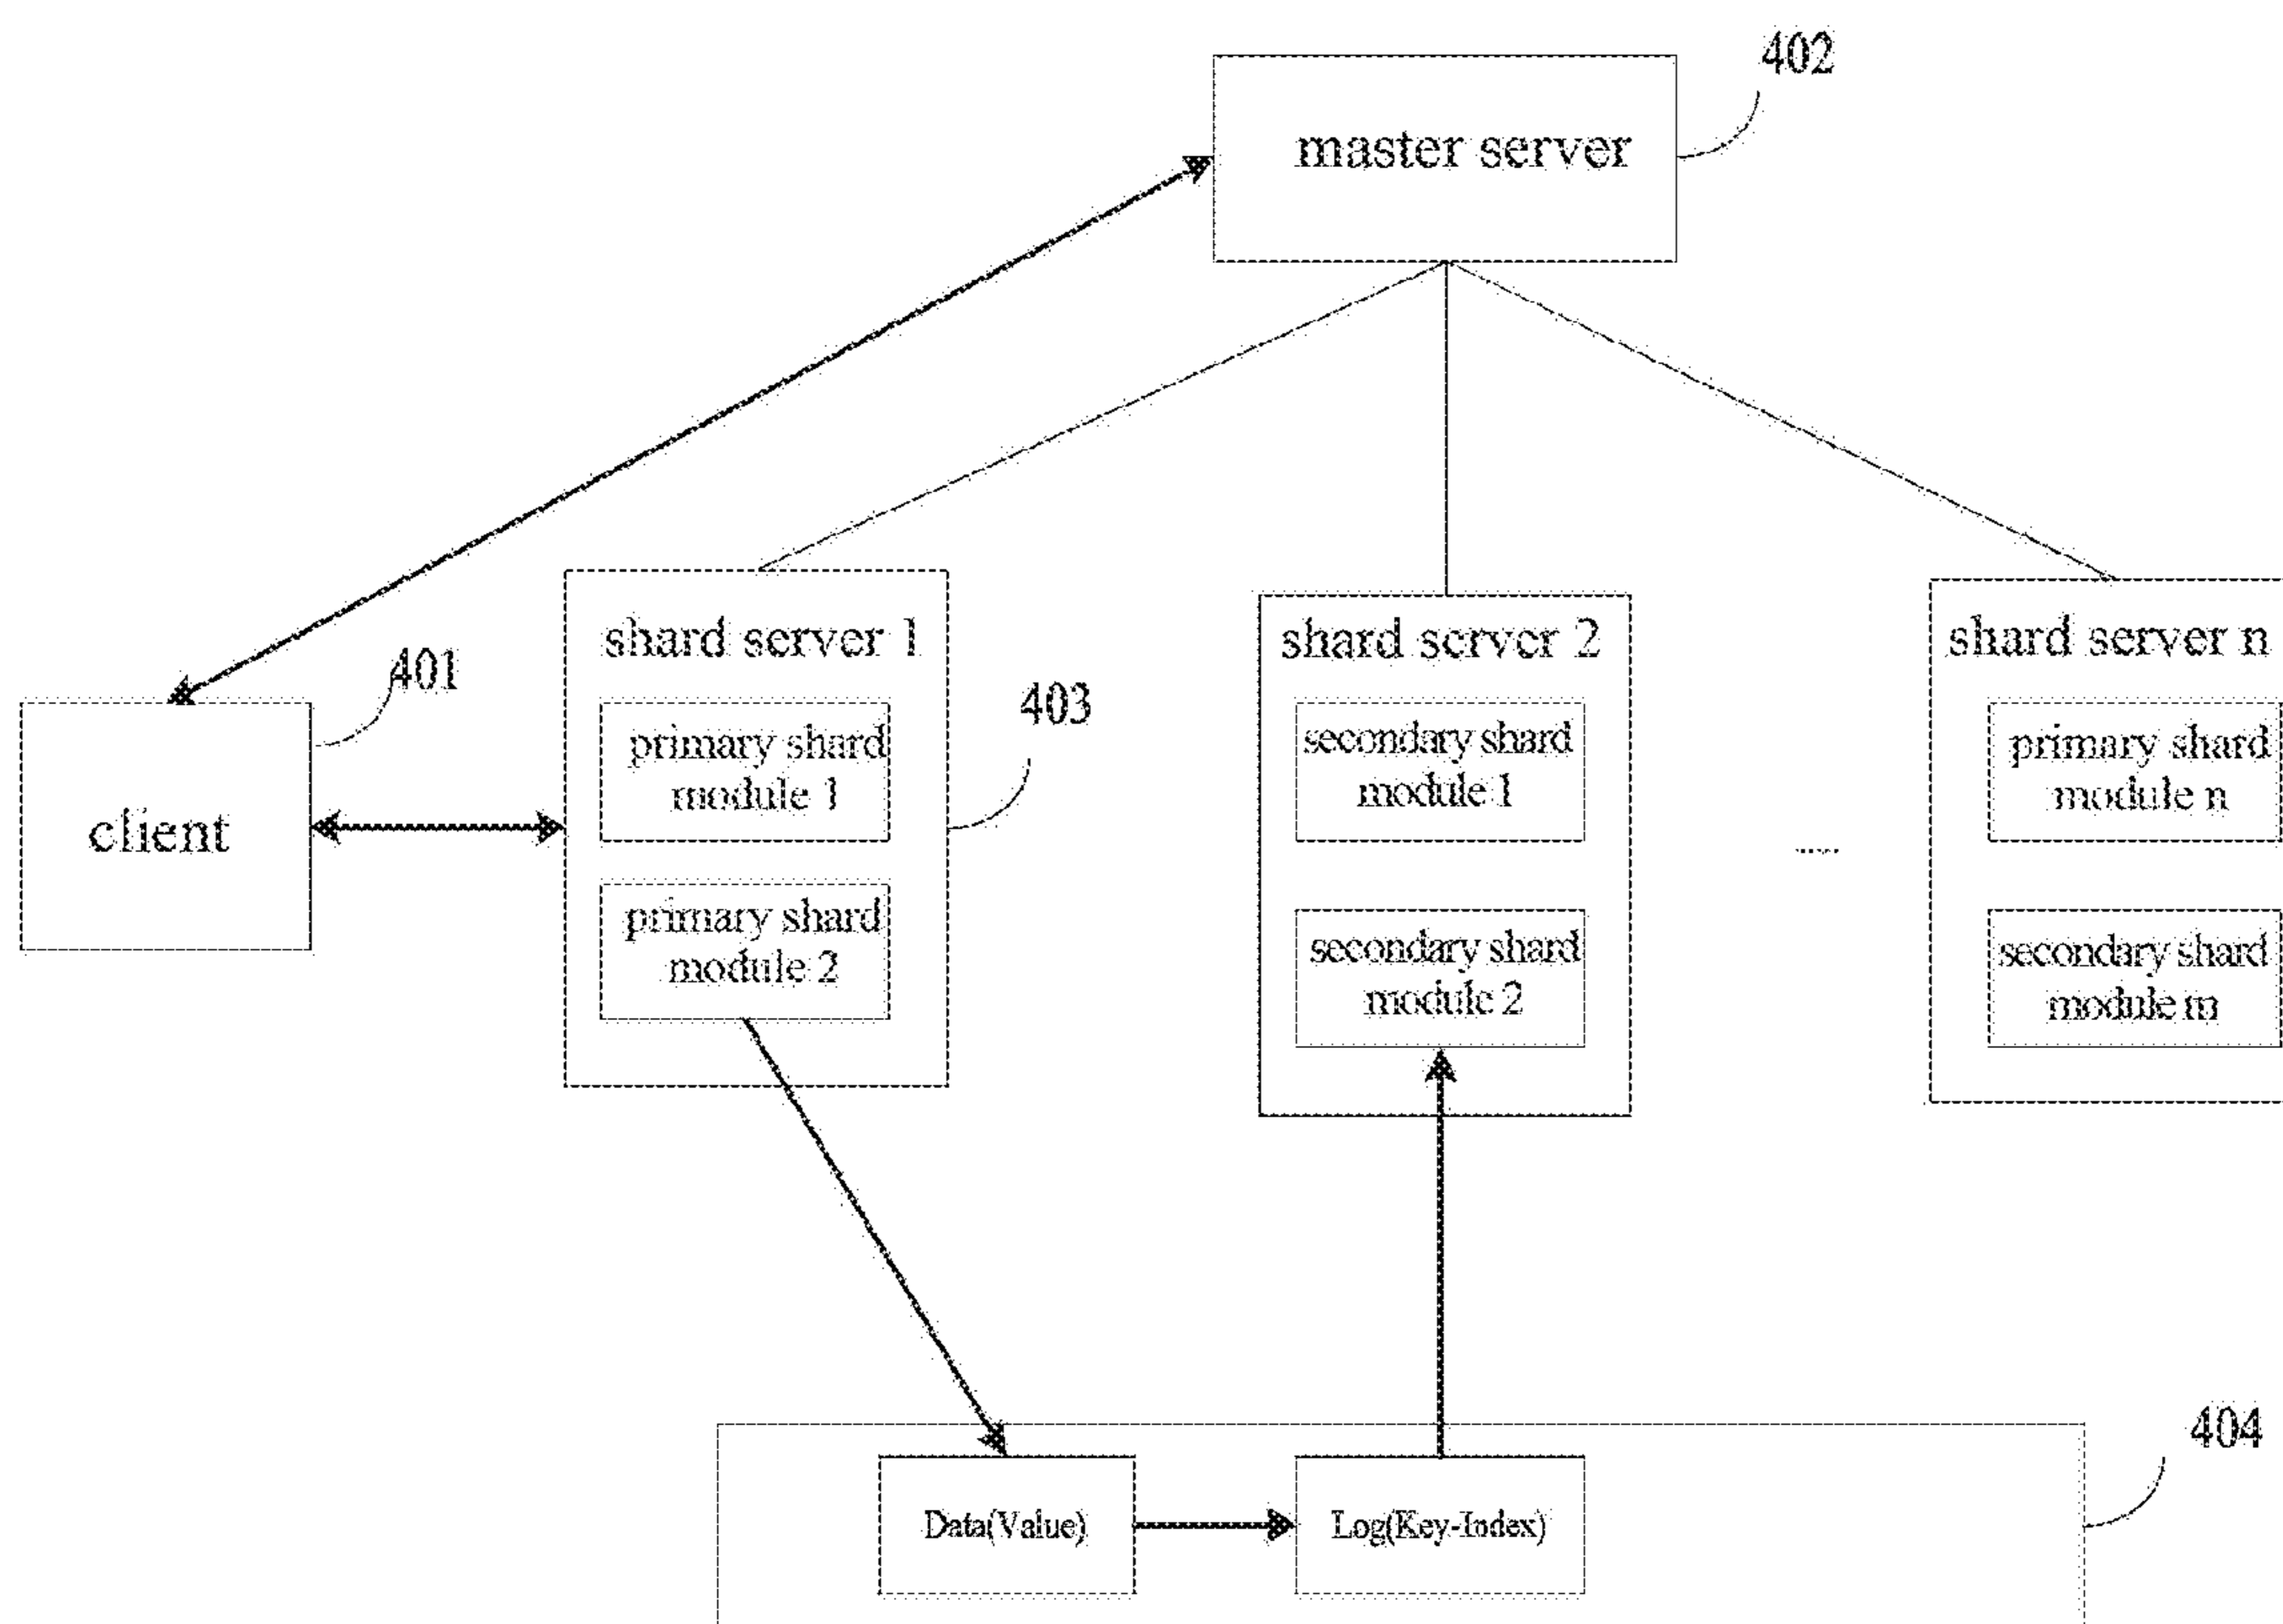 402
master server
shard server 1
shard server 2
shard server n
401
403
primary shard
module 1
secondary shard
module 1
primary shard
module n
client
.....
primary shard
module 2
secondary shard
module 2
secondary shard
module m
404
Data(Value)
Log(Key-Index)